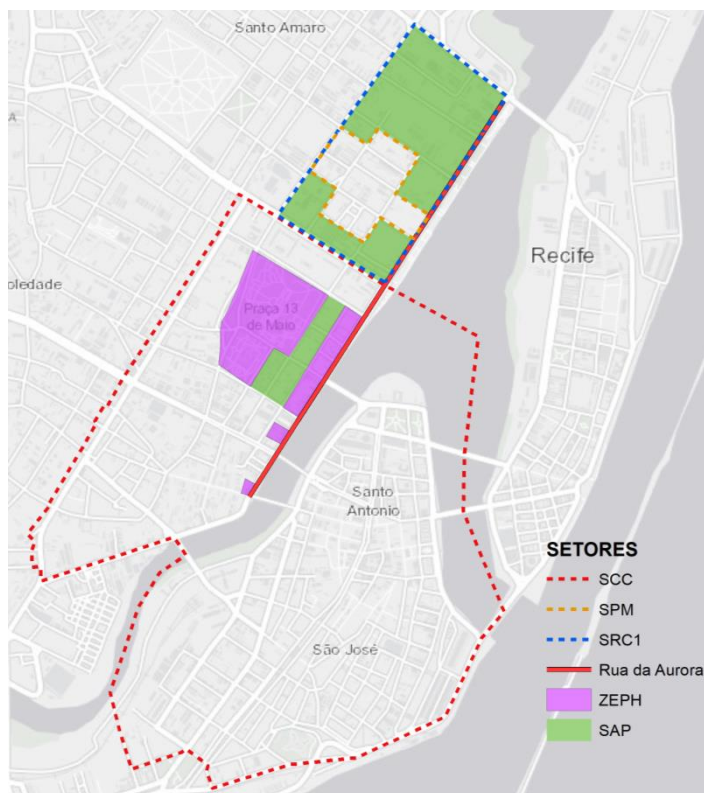 Santo Amaro
A
Recife
oledade
Praça 13
de Maio
Santo
Antonio
São José
SETORES
SCC
SPM
SRC1
Rua da Aurora
ZEPH
SAP